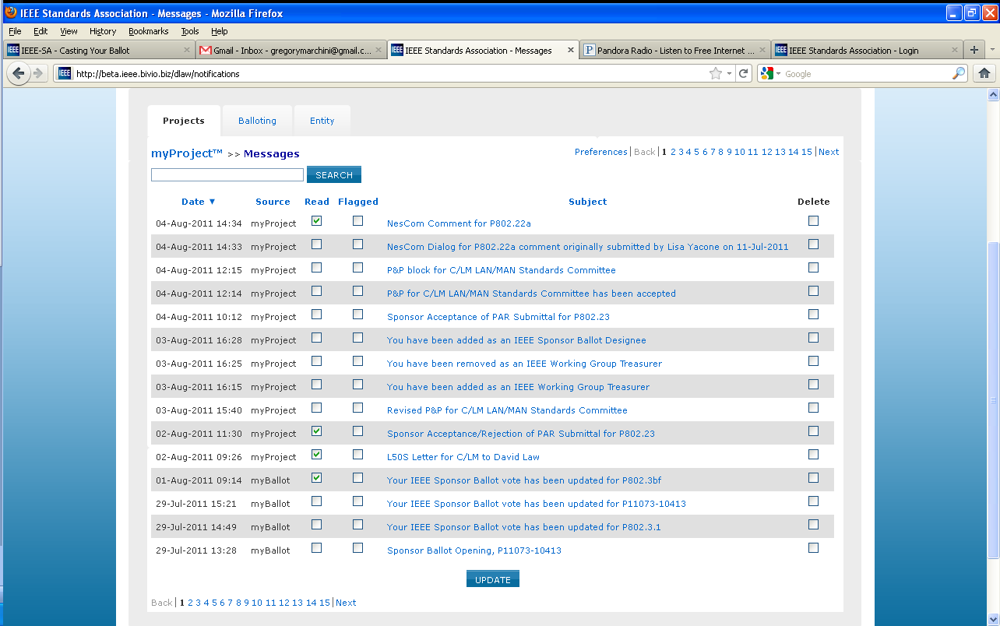 IEEE Standards Association - Messages - Mozilla Firefox
File Edit View History Bookmarks Tools Help
IEEE IEEE-SA - Casting Your Ballot × Gmail - Inbox - gregorymarchini@gmail.c... × IEEE IEEE Standards Association - Messages × Pandora Radio - Listen to Free Internet ... × IEEE IEEE Standards Association - Login × +
IEEE http://beta.ieee.bivio.biz/dlaw/notifications Google
Projects Balloting Entity
myProject™ >> Messages Preferences | Back | 1 2 3 4 5 6 7 8 9 10 11 12 13 14 15 | Next
SEARCH
Date ▼ Source Read Flagged Subject Delete
04-Aug-2011 14:34 myProject NesCom Comment for P802.22a
04-Aug-2011 14:33 myProject NesCom Dialog for P802.22a comment originally submitted by Lisa Yacone on 11-Jul-2011
04-Aug-2011 12:15 myProject P&P block for C/LM LAN/MAN Standards Committee
04-Aug-2011 12:14 myProject P&P for C/LM LAN/MAN Standards Committee has been accepted
04-Aug-2011 10:12 myProject Sponsor Acceptance of PAR Submittal for P802.23
03-Aug-2011 16:28 myProject You have been added as an IEEE Sponsor Ballot Designee
03-Aug-2011 16:25 myProject You have been removed as an IEEE Working Group Treasurer
03-Aug-2011 16:15 myProject You have been added as an IEEE Working Group Treasurer
03-Aug-2011 15:40 myProject Revised P&P for C/LM LAN/MAN Standards Committee
02-Aug-2011 11:30 myProject Sponsor Acceptance/Rejection of PAR Submittal for P802.23
02-Aug-2011 09:26 myProject L50S Letter for C/LM to David Law
01-Aug-2011 09:14 myBallot Your IEEE Sponsor Ballot vote has been updated for P802.3bf
29-Jul-2011 15:21 myBallot Your IEEE Sponsor Ballot vote has been updated for P11073-10413
29-Jul-2011 14:49 myBallot Your IEEE Sponsor Ballot vote has been updated for P802.3.1
29-Jul-2011 13:28 myBallot Sponsor Ballot Opening, P11073-10413
UPDATE
Back | 1 2 3 4 5 6 7 8 9 10 11 12 13 14 15 | Next